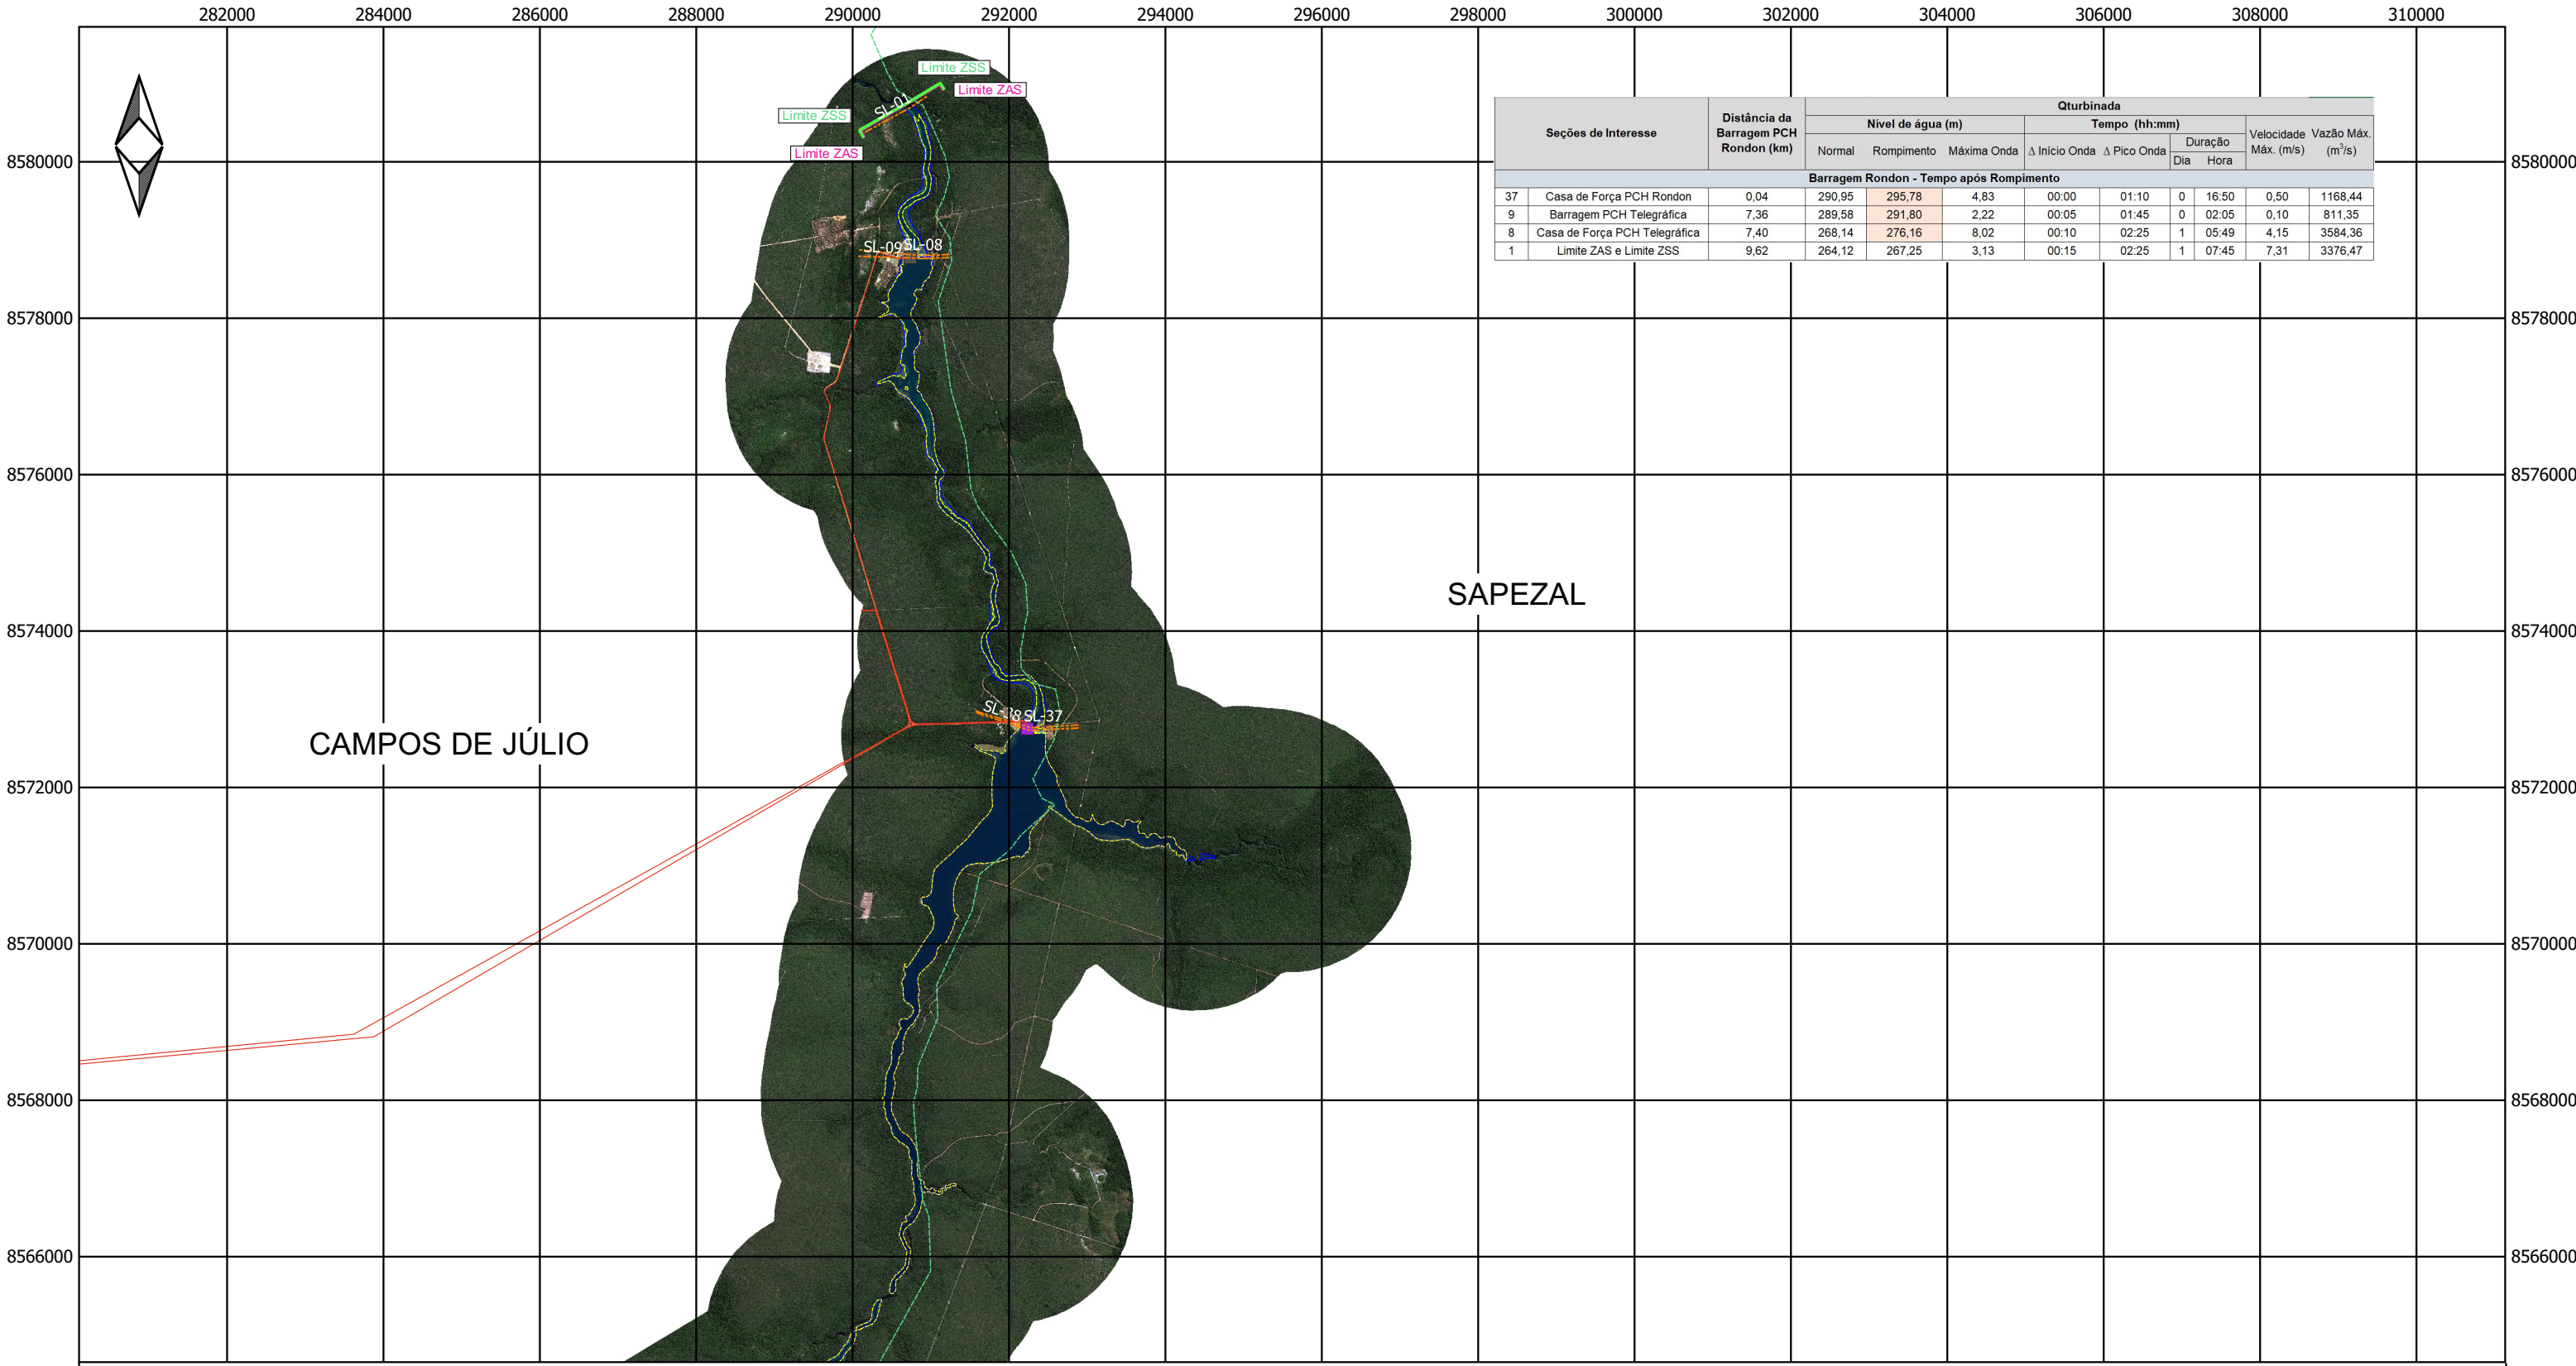 282000 284000 286000 288000 290000 292000 294000 296000 298000 300000 302000 304000 306000 308000 310000
Limite ZSS
Limite ZAS
SL-01
Limite ZSS
Limite ZAS
Seções de Interesse
Distância da
Barragem PCH
Rondon (km)
Qturbinada
Nível de água (m)
Tempo (hh:mm)
Velocidade
Máx. (m/s)
Vazão Máx.
(m³/s)
Normal Rompimento Máxima Onda Δ Início Onda Δ Pico Onda
Duração
Dia Hora
Barragem Rondon - Tempo após Rompimento
37 Casa de Força PCH Rondon 0,04 290,95 295,78 4,83 00:00 01:10 0 16:50 0,50 1168,44
9 Barragem PCH Telegráfica 7,36 289,58 291,80 2,22 00:05 01:45 0 02:05 0,10 811,35
8 Casa de Força PCH Telegráfica 7,40 268,14 276,16 8,02 00:10 02:25 1 05:49 4,15 3584,36
1 Limite ZAS e Limite ZSS 9,62 264,12 267,25 3,13 00:15 02:25 1 07:45 7,31 3376,47
8580000 8580000
SL-09 SL-08
8578000 8578000
8576000 8576000
SAPEZAL
8574000 8574000
SL-38 SL-37
CAMPOS DE JÚLIO
8572000 8572000
8570000 8570000
8568000 8568000
8566000 8566000